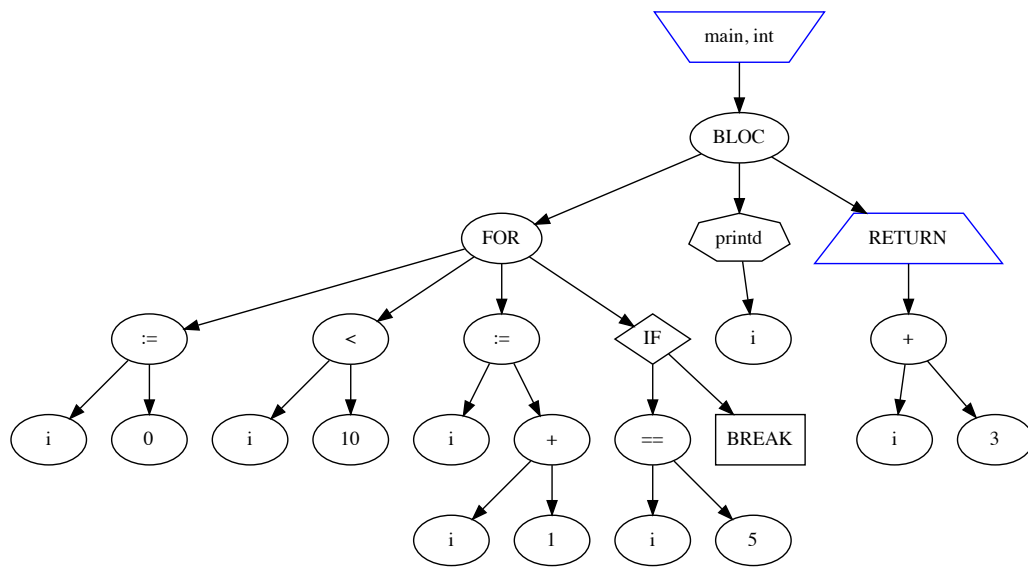 main, int
BLOC
FOR printd RETURN
:= < := IF i +
i 0 i 10 i + == BREAK i 3
i 1 i 5